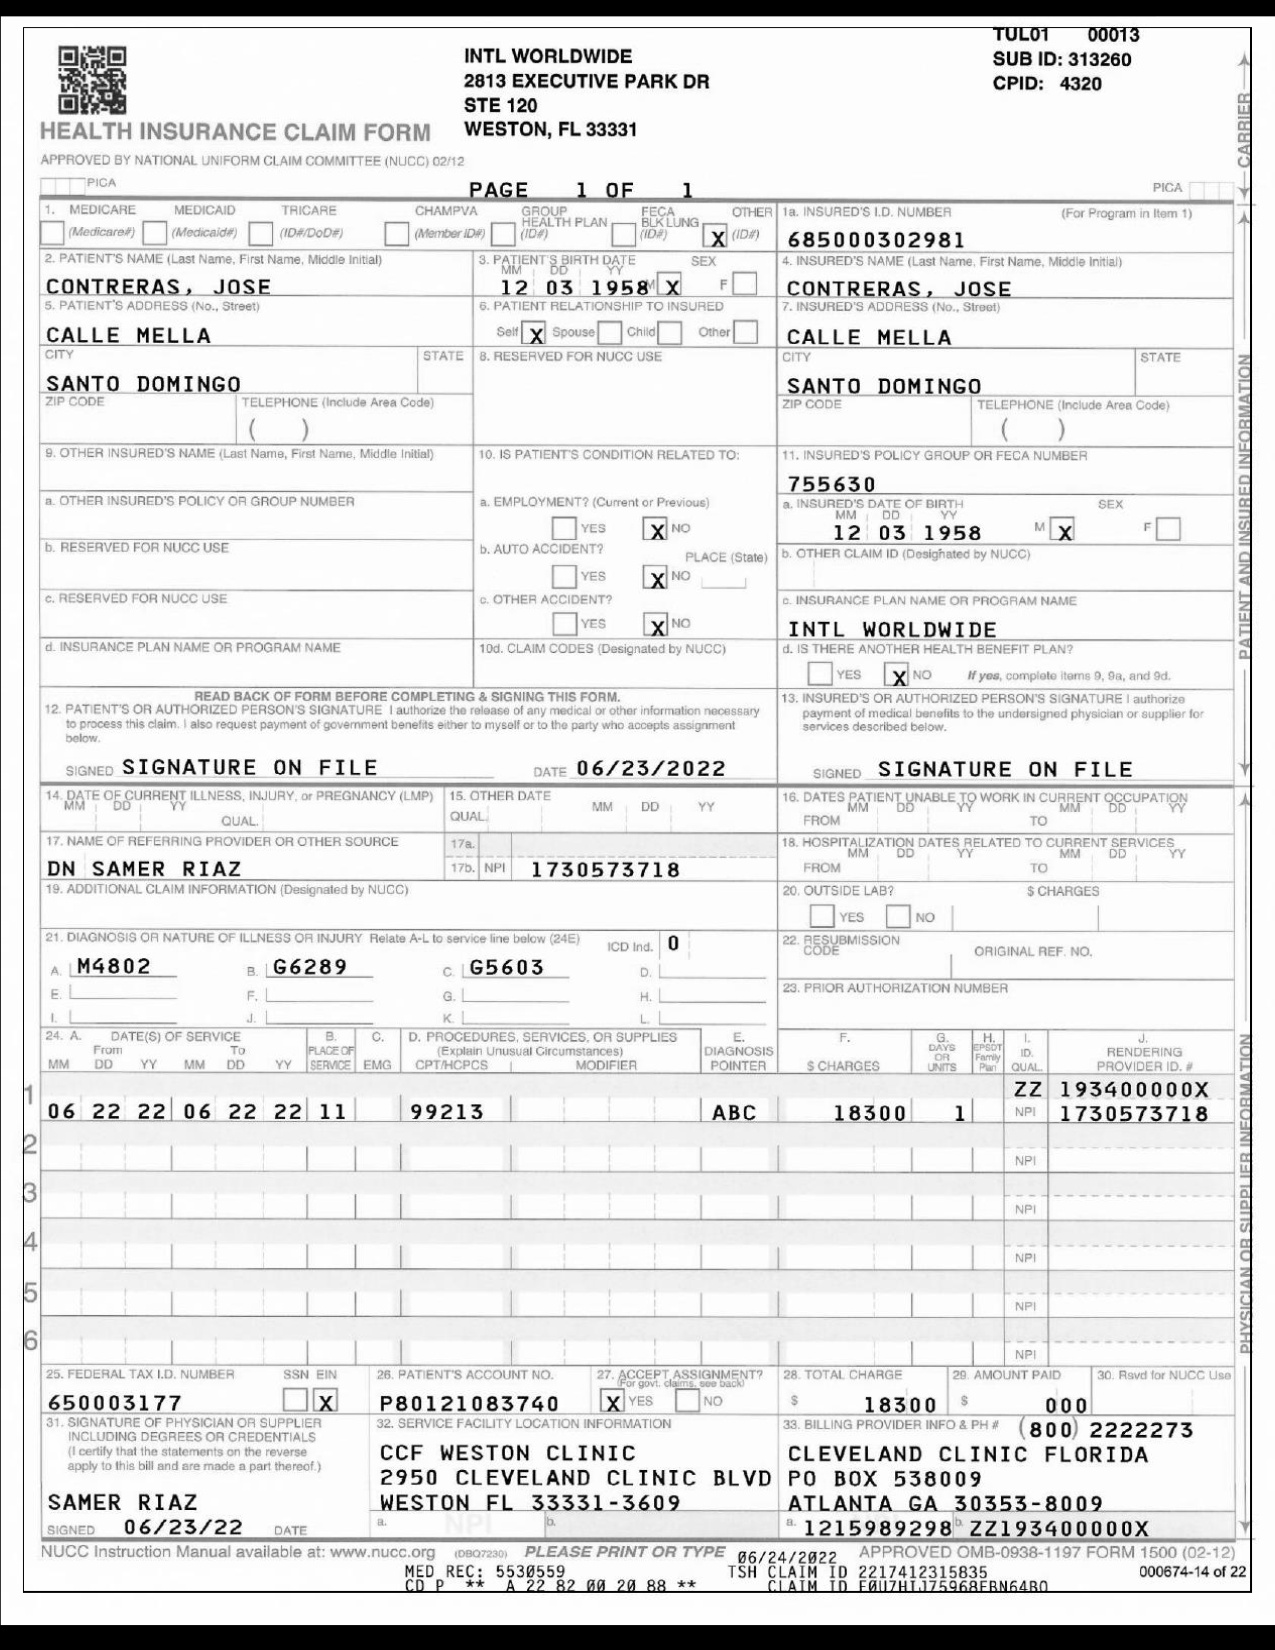 TUL01 00013
INTL WORLDWIDE
SUB ID: 313260
2813 EXECUTIVE PARK DR
CPID: 4320
STE 120
HEALTH INSURANCE CLAIM FORM
WESTON, FL 33331
APPROVED BY NATIONAL UNIFORM CLAIM COMMITTEE (NUCC) 02/12
PICA
PAGE 1 OF 1
PICA
CARRIER
1. MEDICARE MEDICAID TRICARE CHAMPVA GROUP HEALTH PLAN FECA BLK LUNG OTHER
(Medicare#) (Medicaid#) (ID#/DoD#) (Member ID#) (ID#) (ID#) X (ID#)
1a. INSURED'S I.D. NUMBER (For Program in Item 1)
685000302981
2. PATIENT'S NAME (Last Name, First Name, Middle Initial)
CONTRERAS, JOSE
3. PATIENT'S BIRTH DATE SEX
MM DD YY
12 03 1958 M X F
4. INSURED'S NAME (Last Name, First Name, Middle Initial)
CONTRERAS, JOSE
5. PATIENT'S ADDRESS (No., Street)
CALLE MELLA
6. PATIENT RELATIONSHIP TO INSURED
Self X Spouse Child Other
7. INSURED'S ADDRESS (No., Street)
CALLE MELLA
CITY STATE
SANTO DOMINGO
8. RESERVED FOR NUCC USE
CITY STATE
SANTO DOMINGO
ZIP CODE TELEPHONE (Include Area Code)
( )
ZIP CODE TELEPHONE (Include Area Code)
( )
9. OTHER INSURED'S NAME (Last Name, First Name, Middle Initial)
10. IS PATIENT'S CONDITION RELATED TO:
11. INSURED'S POLICY GROUP OR FECA NUMBER
755630
a. OTHER INSURED'S POLICY OR GROUP NUMBER
a. EMPLOYMENT? (Current or Previous)
YES X NO
a. INSURED'S DATE OF BIRTH SEX
MM DD YY
12 03 1958 M X F
b. RESERVED FOR NUCC USE
b. AUTO ACCIDENT? PLACE (State)
YES X NO
b. OTHER CLAIM ID (Designated by NUCC)
c. RESERVED FOR NUCC USE
c. OTHER ACCIDENT?
YES X NO
c. INSURANCE PLAN NAME OR PROGRAM NAME
INTL WORLDWIDE
d. INSURANCE PLAN NAME OR PROGRAM NAME
10d. CLAIM CODES (Designated by NUCC)
d. IS THERE ANOTHER HEALTH BENEFIT PLAN?
YES X NO If yes, complete items 9, 9a, and 9d.
PATIENT AND INSURED INFORMATION
READ BACK OF FORM BEFORE COMPLETING & SIGNING THIS FORM.
12. PATIENT'S OR AUTHORIZED PERSON'S SIGNATURE I authorize the release of any medical or other information necessary
to process this claim. I also request payment of government benefits either to myself or to the party who accepts assignment
below.
SIGNED SIGNATURE ON FILE DATE 06/23/2022
13. INSURED'S OR AUTHORIZED PERSON'S SIGNATURE I authorize
payment of medical benefits to the undersigned physician or supplier for
services described below.
SIGNED SIGNATURE ON FILE
14. DATE OF CURRENT ILLNESS, INJURY, or PREGNANCY (LMP)
MM DD YY
QUAL.
15. OTHER DATE
QUAL. MM DD YY
16. DATES PATIENT UNABLE TO WORK IN CURRENT OCCUPATION
MM DD YY MM DD YY
FROM TO
17. NAME OF REFERRING PROVIDER OR OTHER SOURCE
DN SAMER RIAZ
17a.
17b. NPI 1730573718
18. HOSPITALIZATION DATES RELATED TO CURRENT SERVICES
MM DD YY MM DD YY
FROM TO
19. ADDITIONAL CLAIM INFORMATION (Designated by NUCC)
20. OUTSIDE LAB? $ CHARGES
YES NO
21. DIAGNOSIS OR NATURE OF ILLNESS OR INJURY Relate A-L to service line below (24E) ICD Ind. 0
A. M4802 B. G6289 C. G5603 D.
E. F. G. H.
I. J. K. L.
22. RESUBMISSION CODE ORIGINAL REF. NO.
23. PRIOR AUTHORIZATION NUMBER
24. A. DATE(S) OF SERVICE B. C. D. PROCEDURES, SERVICES, OR SUPPLIES E. F. G. H. I. J.
From To PLACE OF (Explain Unusual Circumstances) DIAGNOSIS DAYS OR EPSDT Family ID. RENDERING
MM DD YY MM DD YY SERVICE EMG CPT/HCPCS MODIFIER POINTER $ CHARGES UNITS Plan QUAL. PROVIDER ID. #
ZZ 193400000X
1 06 22 22 06 22 22 11 99213 ABC 18300 1 NPI 1730573718
2 NPI
3 NPI
4 NPI
5 NPI
6 NPI
PHYSICIAN OR SUPPLIER INFORMATION
25. FEDERAL TAX I.D. NUMBER SSN EIN
650003177 X
26. PATIENT'S ACCOUNT NO.
P80121083740
27. ACCEPT ASSIGNMENT?
(For govt. claims, see back)
X YES NO
28. TOTAL CHARGE
$ 18300
29. AMOUNT PAID
$ 000
30. Rsvd for NUCC Use
31. SIGNATURE OF PHYSICIAN OR SUPPLIER
INCLUDING DEGREES OR CREDENTIALS
(I certify that the statements on the reverse
apply to this bill and are made a part thereof.)
SAMER RIAZ
SIGNED 06/23/22 DATE
32. SERVICE FACILITY LOCATION INFORMATION
CCF WESTON CLINIC
2950 CLEVELAND CLINIC BLVD
WESTON FL 33331-3609
a. NPI b.
33. BILLING PROVIDER INFO & PH # (800) 2222273
CLEVELAND CLINIC FLORIDA
PO BOX 538009
ATLANTA GA 30353-8009
a. 1215989298 b. ZZ193400000X
NUCC Instruction Manual available at: www.nucc.org (DBQ7230) PLEASE PRINT OR TYPE 06/24/2022 APPROVED OMB-0938-1197 FORM 1500 (02-12)
MED REC: 5530559 TSH CLAIM ID 2217412315835 000674-14 of 22
CD P ** A 22 82 00 20 88 ** CLAIM ID